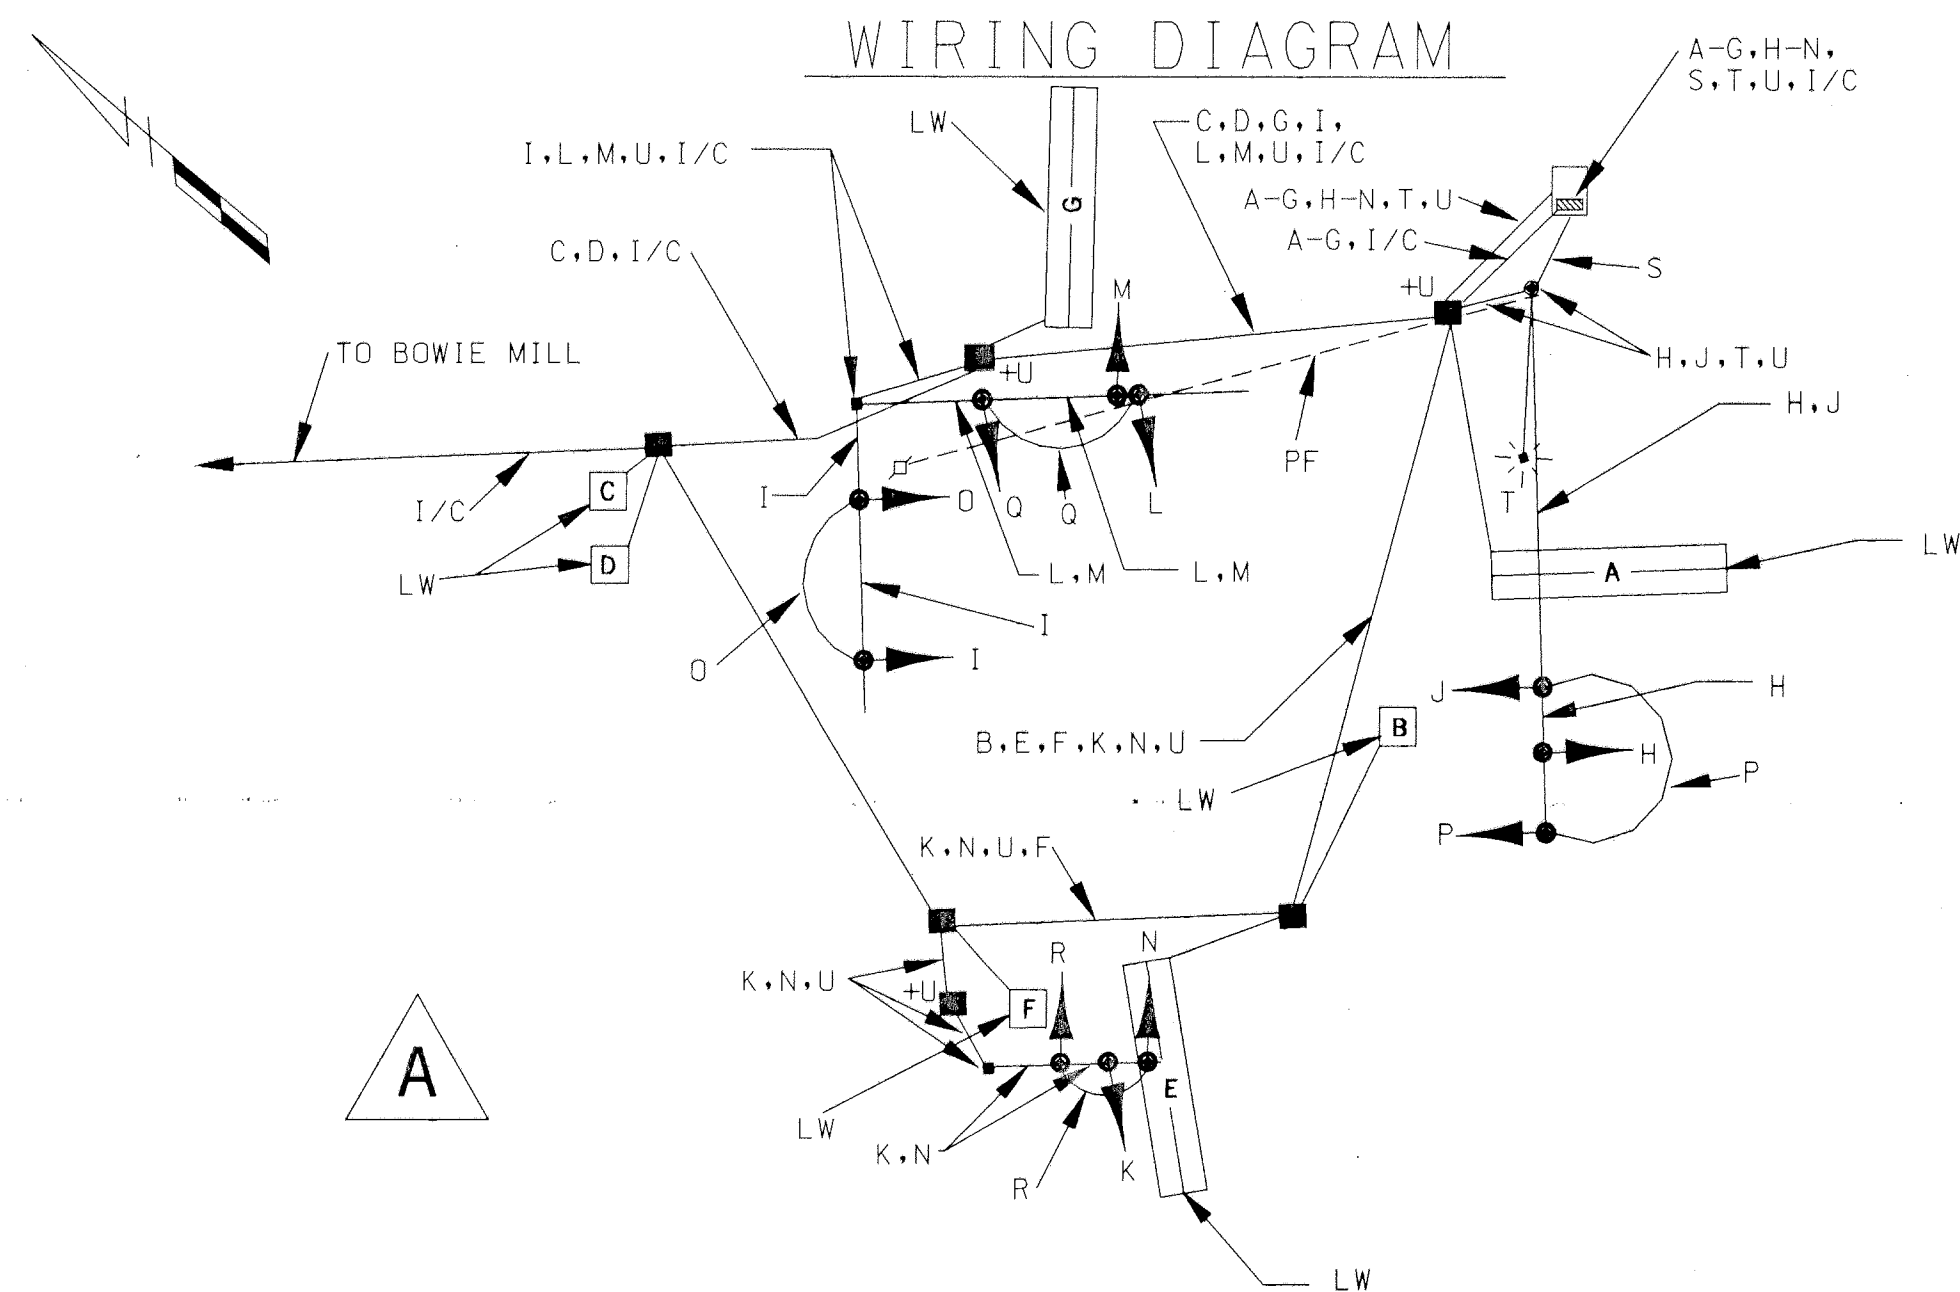 WIRING DIAGRAM
A-G,H-N,
S,T,U,I/C
LW
C,D,G,I,
L,M,U,I/C
I,L,M,U,I/C
G
A-G,H-N,T,U
A-G,I/C
C,D,I/C
S
+U
M
TO BOWIE MILL
H,J,T,U
+U
H,J
PF
I/C
C
I
O
Q
Q
L
T
LW
D
L,M
L,M
A
LW
O
I
I
J
H
B,E,F,K,N,U
B
H
LW
P
P
K,N,U,F
R
N
K,N,U
+U
F
A
E
LW
K,N
R
K
LW